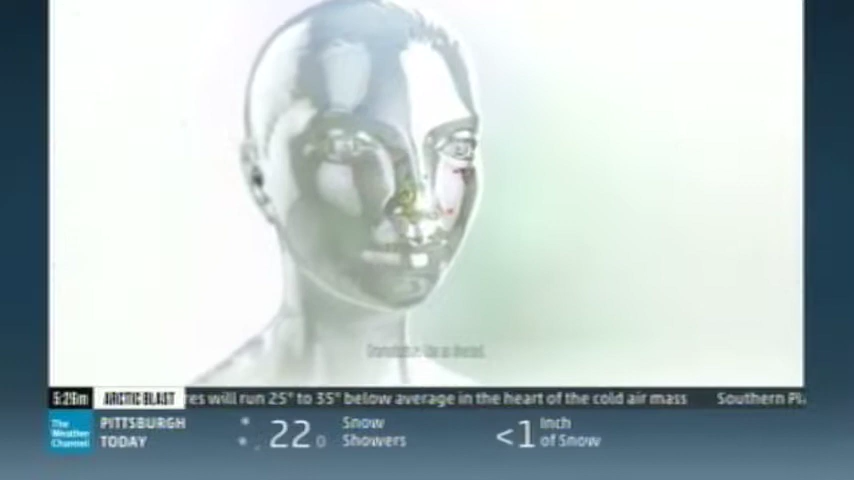 5:26am
ARCTIC BLAST
res will run 25° to 35° below average in the heart of the cold air mass
Southern Pl
The
Weather
Channel
PITTSBURGH
TODAY
22
Snow
Showers
<1
Inch
of Snow